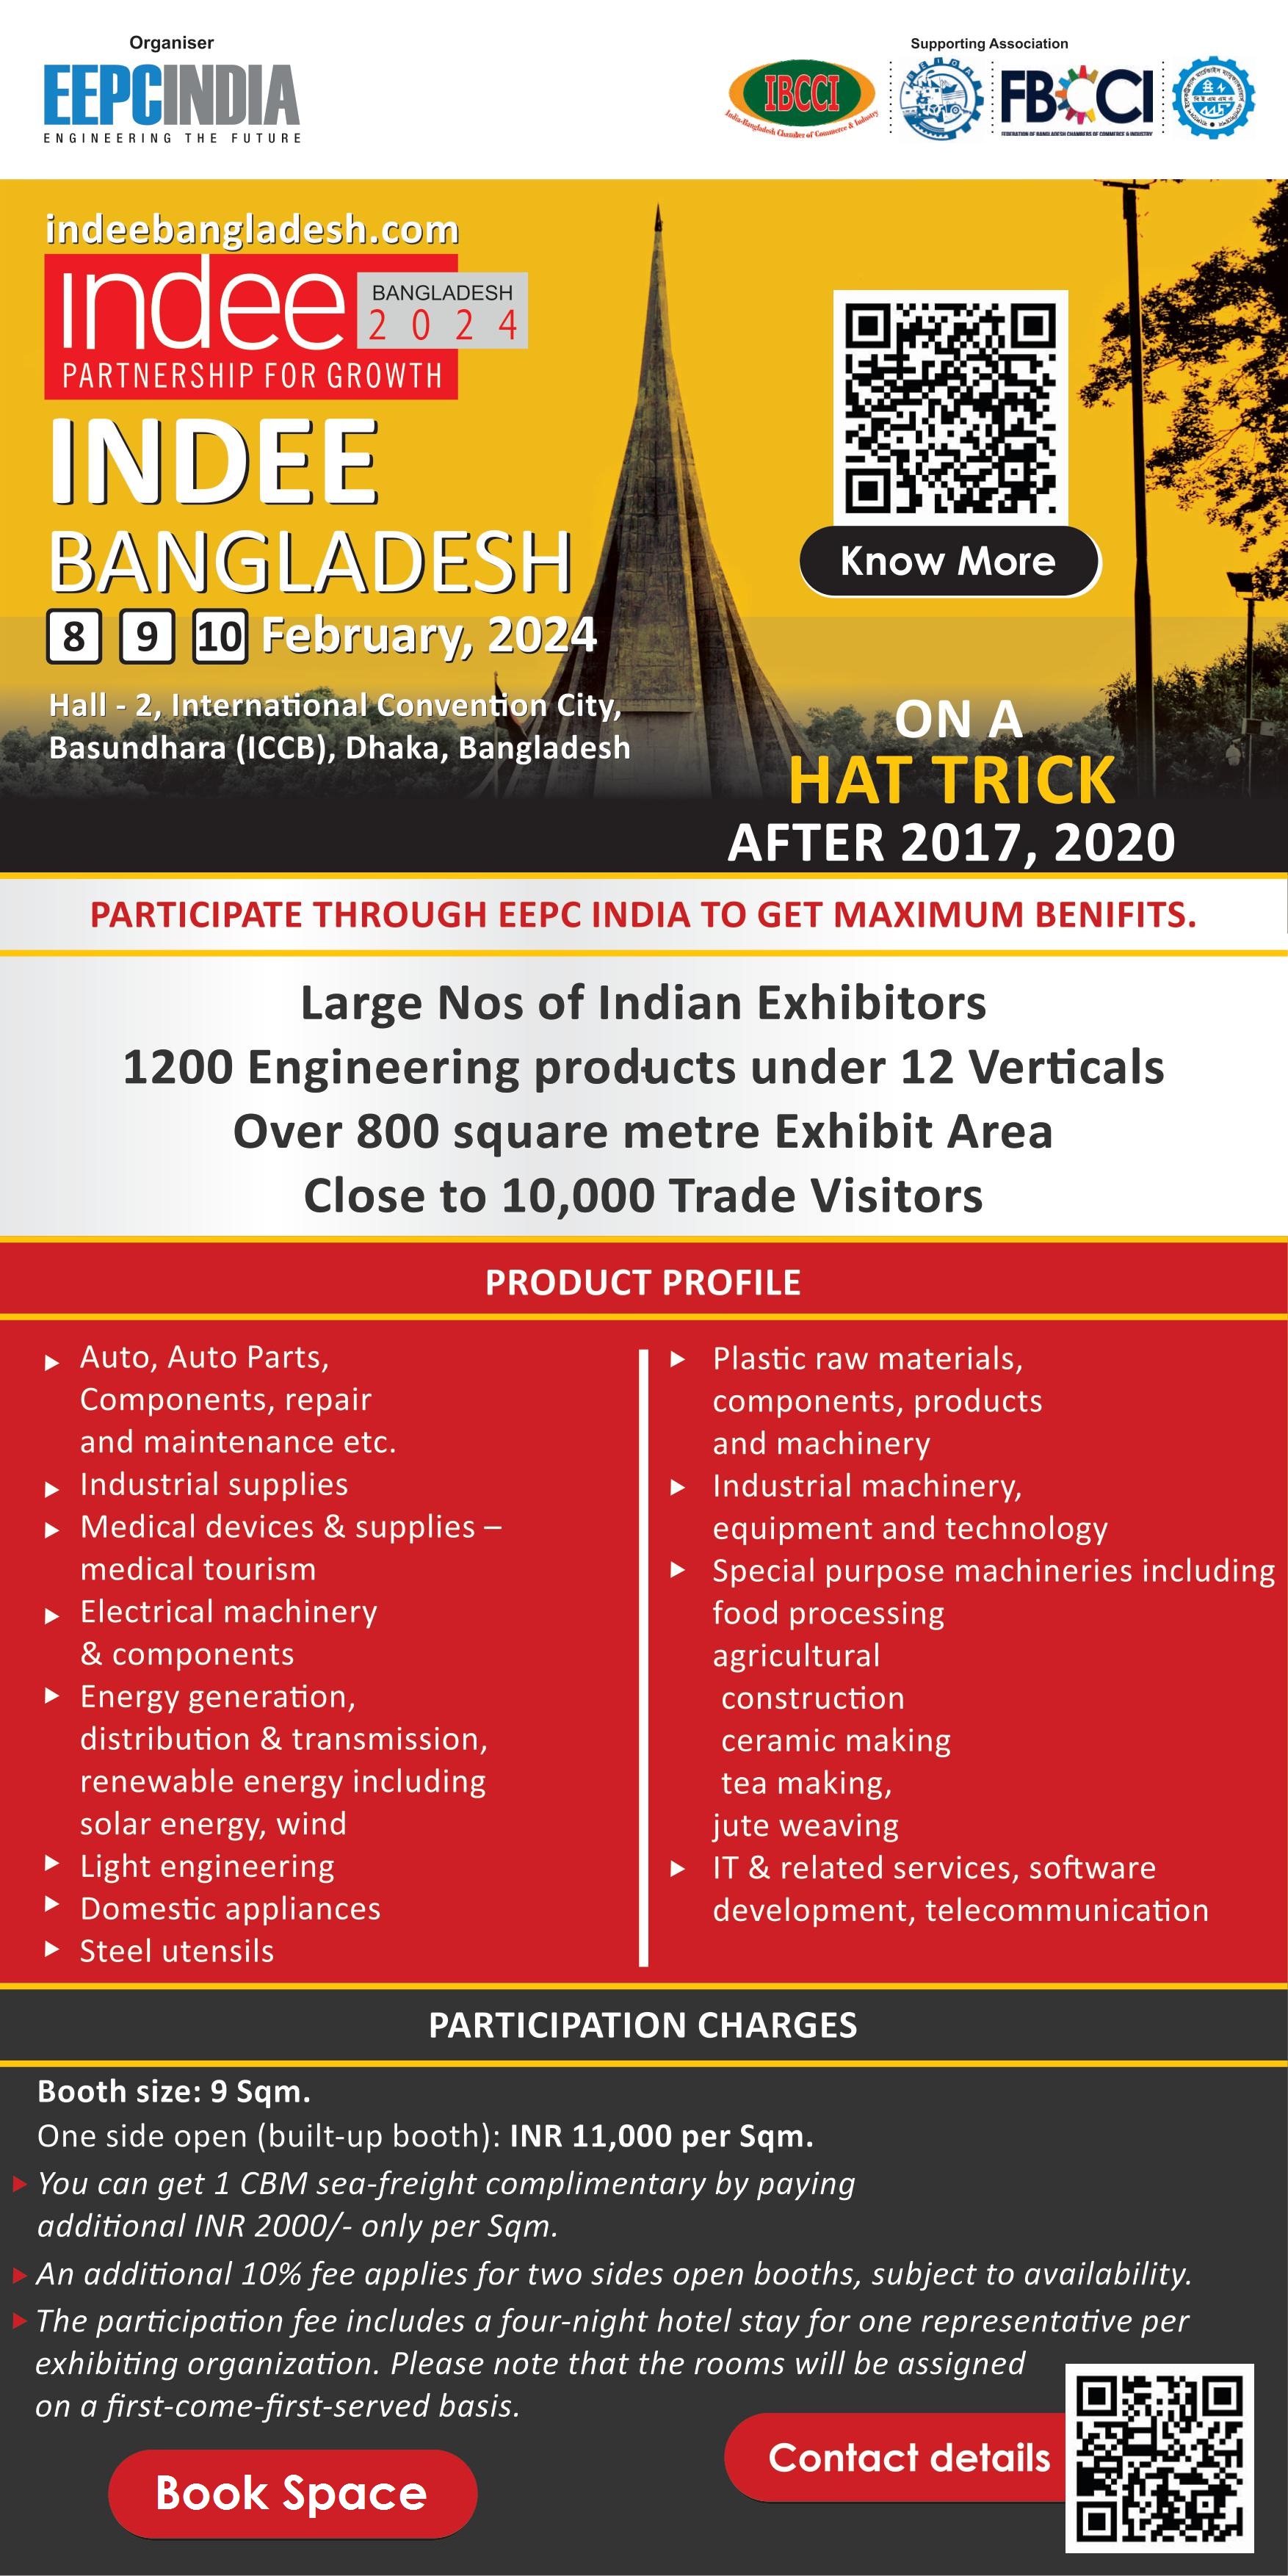 Organiser
EEPCINDIA
ENGINEERING THE FUTURE
Supporting Association
IBCCI
India-Bangladesh Chamber of Commerce & Industry
FBCCI
FEDERATION OF BANGLADESH CHAMBERS OF COMMERCE & INDUSTRY
indeebangladesh.com
indee
BANGLADESH
2024
PARTNERSHIP FOR GROWTH
INDEE
BANGLADESH
8 9 10 February, 2024
Hall - 2, International Convention City,
Basundhara (ICCB), Dhaka, Bangladesh
Know More
ON A
HAT TRICK
AFTER 2017, 2020
PARTICIPATE THROUGH EEPC INDIA TO GET MAXIMUM BENIFITS.
Large Nos of Indian Exhibitors
1200 Engineering products under 12 Verticals
Over 800 square metre Exhibit Area
Close to 10,000 Trade Visitors
PRODUCT PROFILE
Auto, Auto Parts,
Components, repair
and maintenance etc.
Industrial supplies
Medical devices & supplies –
medical tourism
Electrical machinery
& components
Energy generation,
distribution & transmission,
renewable energy including
solar energy, wind
Light engineering
Domestic appliances
Steel utensils
Plastic raw materials,
components, products
and machinery
Industrial machinery,
equipment and technology
Special purpose machineries including
food processing
agricultural
construction
ceramic making
tea making,
jute weaving
IT & related services, software
development, telecommunication
PARTICIPATION CHARGES
Booth size: 9 Sqm.
One side open (built-up booth): INR 11,000 per Sqm.
You can get 1 CBM sea-freight complimentary by paying
additional INR 2000/- only per Sqm.
An additional 10% fee applies for two sides open booths, subject to availability.
The participation fee includes a four-night hotel stay for one representative per
exhibiting organization. Please note that the rooms will be assigned
on a first-come-first-served basis.
Contact details
Book Space